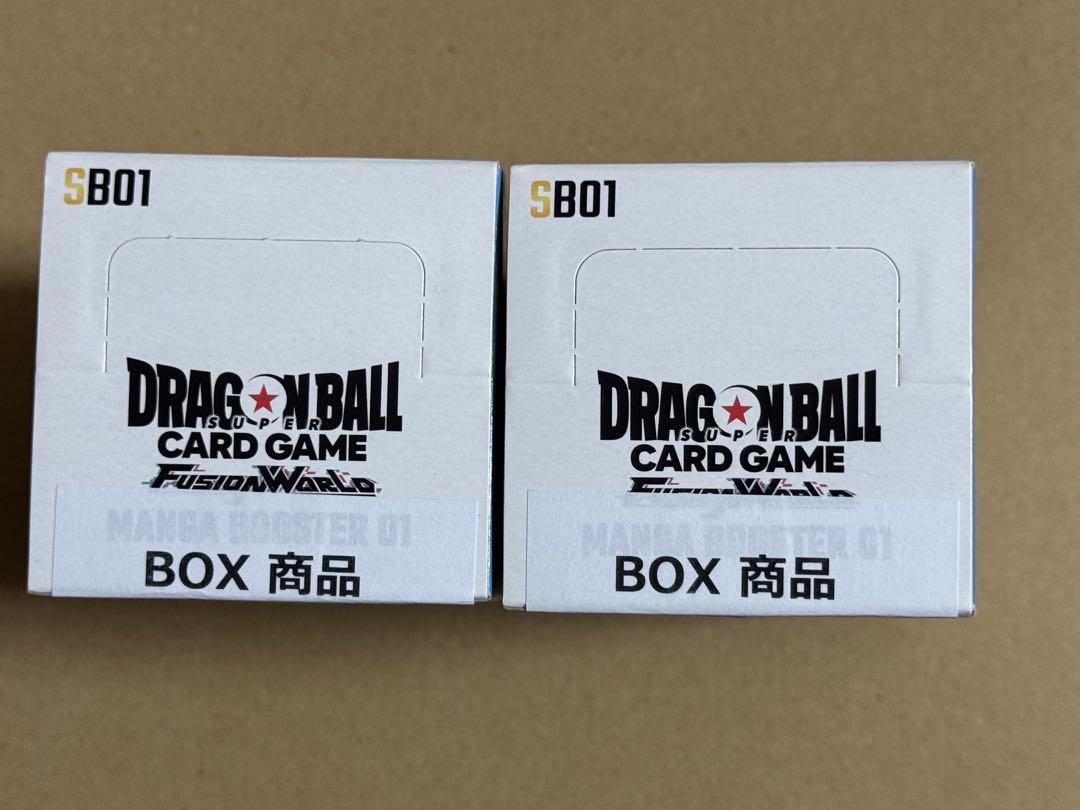 SB01
DRAGON BALL
SUPER
CARD GAME
FUSION WORLD
MANGA BOOSTER 01
BOX 商品
SB01
DRAGON BALL
SUPER
CARD GAME
FUSION WORLD
MANGA BOOSTER 01
BOX 商品